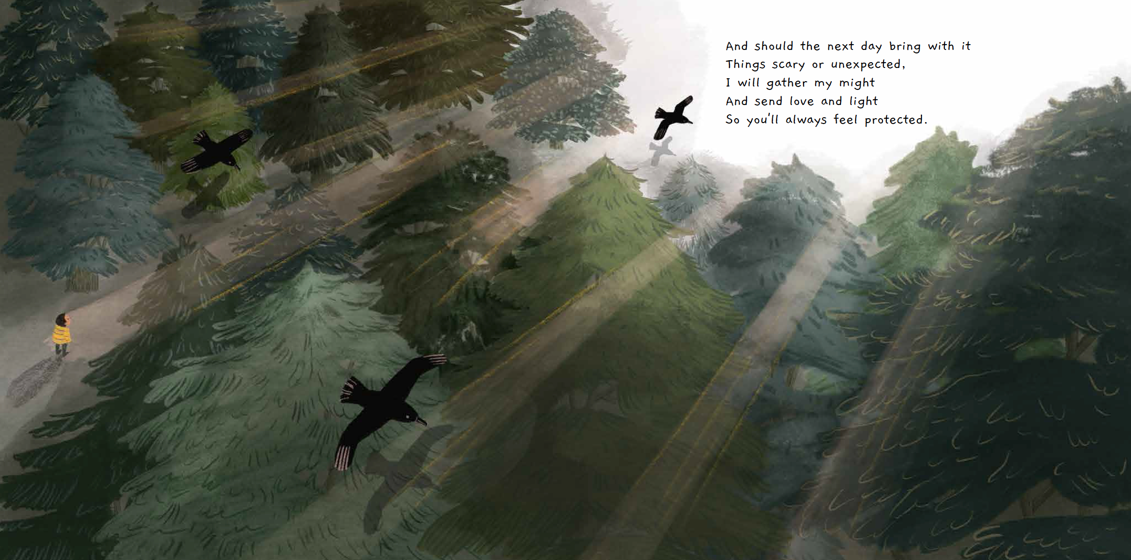 And should the next day bring with it
Things scary or unexpected,
I will gather my might
And send love and light
So you'll always feel protected.